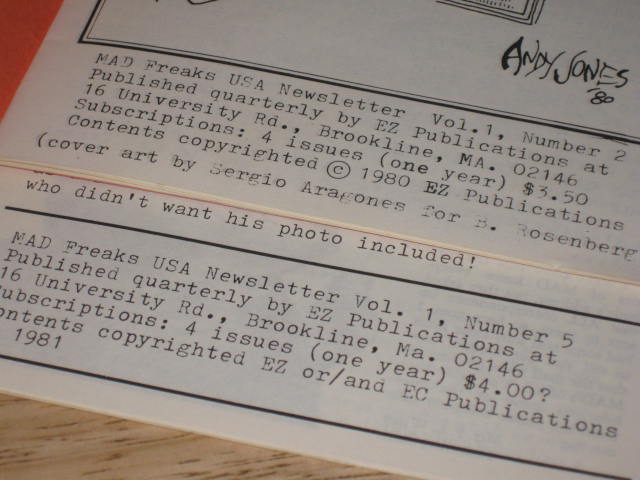 ANDY JONES
'80
MAD Freaks USA Newsletter Vol.1, Number 2
Published quarterly by EZ Publications at
16 University Rd., Brookline, MA. 02146
Subscriptions: 4 issues (one year) $3.50
Contents copyrighted © 1980 EZ Publications
(cover art by Sergio Aragones for B. Rosenberg
who didn't want his photo included!
MAD Freaks USA Newsletter Vol. 1, Number 5
Published quarterly by EZ Publications at
16 University Rd., Brookline, Ma. 02146
ubscriptions: 4 issues (one year) $4.00?
ontents copyrighted EZ or/and EC Publications
1981